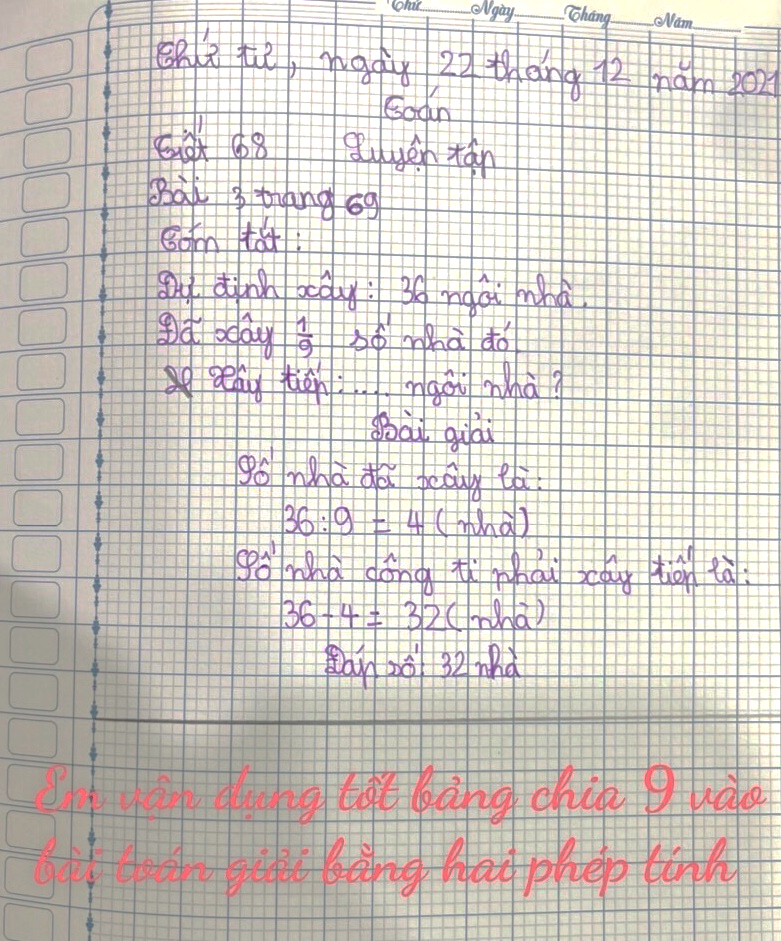 Thứ Ngày Tháng Năm
Thứ tư, ngày 22 tháng 12 năm 2021
Toán
Tiết 68 Luyện tập
Bài 3 trang 69
Tóm tắt:
Dự định xây: 36 ngôi nhà.
Đã xây 1/9 số nhà đó
Xây tiếp: .... ngôi nhà?
Bài giải
Số nhà đã xây là:
36 : 9 = 4 (nhà)
Số nhà công ti phải xây tiếp là:
36 - 4 = 32 (nhà)
Đáp số: 32 nhà
Em vận dụng tốt bảng chia 9 vào
bài toán giải bằng hai phép tính